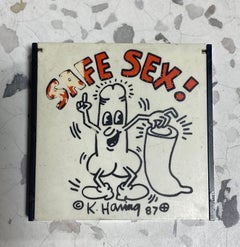 SAFE SEX!
© K. Haring 87 ⊕